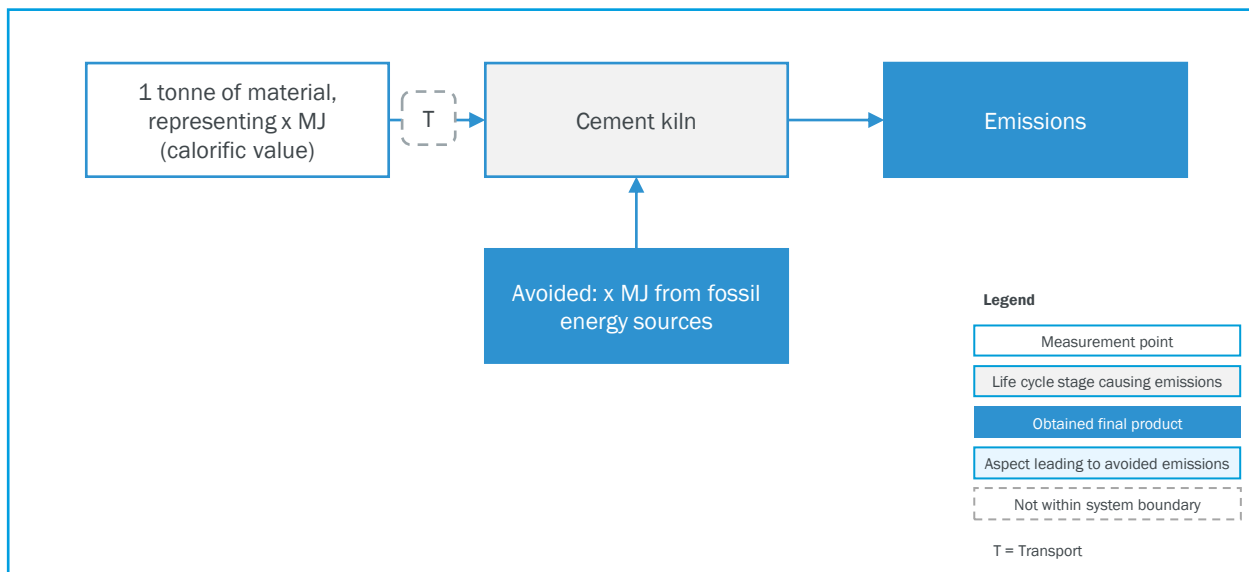 1 tonne of material,
representing x MJ
(calorific value)
T
Cement kiln
Emissions
Avoided: x MJ from fossil
energy sources
Legend
Measurement point
Life cycle stage causing emissions
Obtained final product
Aspect leading to avoided emissions
Not within system boundary
T = Transport